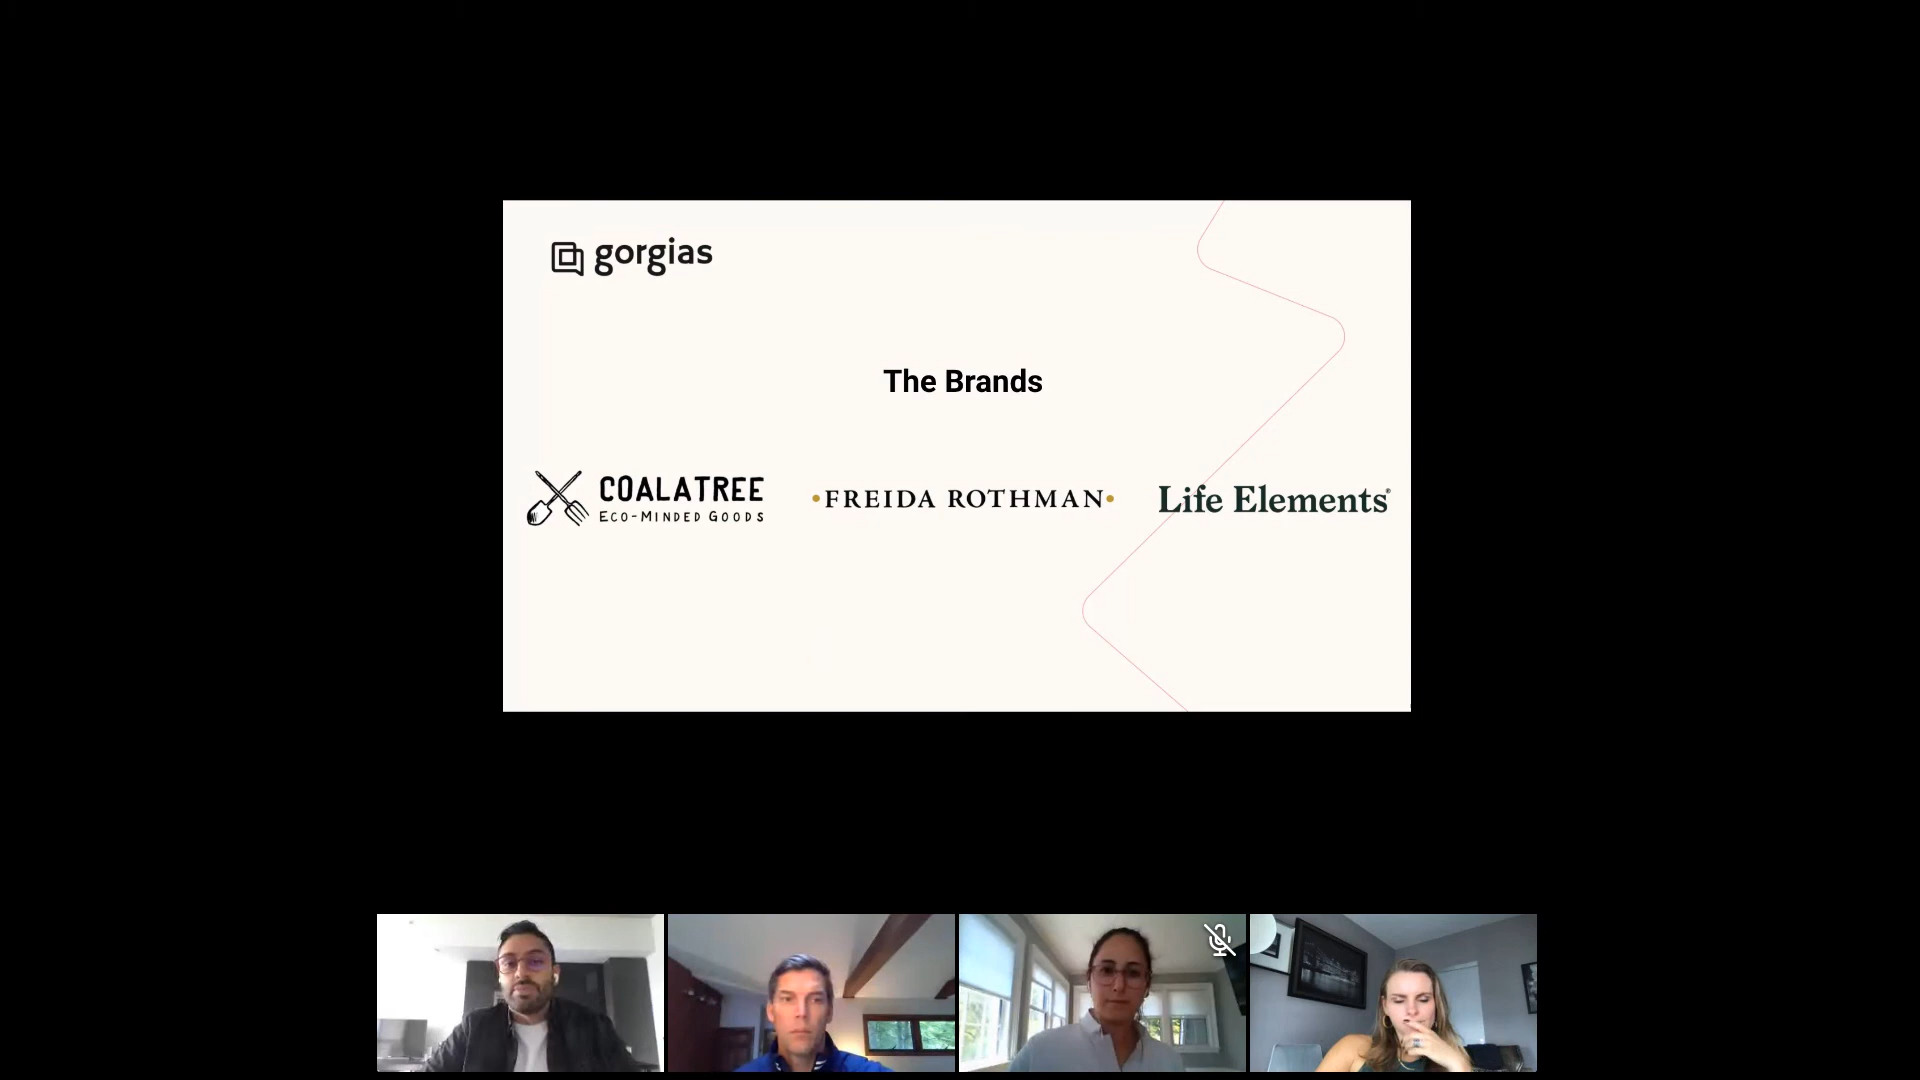 gorgias
The Brands
COALATREE
ECO-MINDED GOODS
•FREIDA ROTHMAN•
Life Elements®